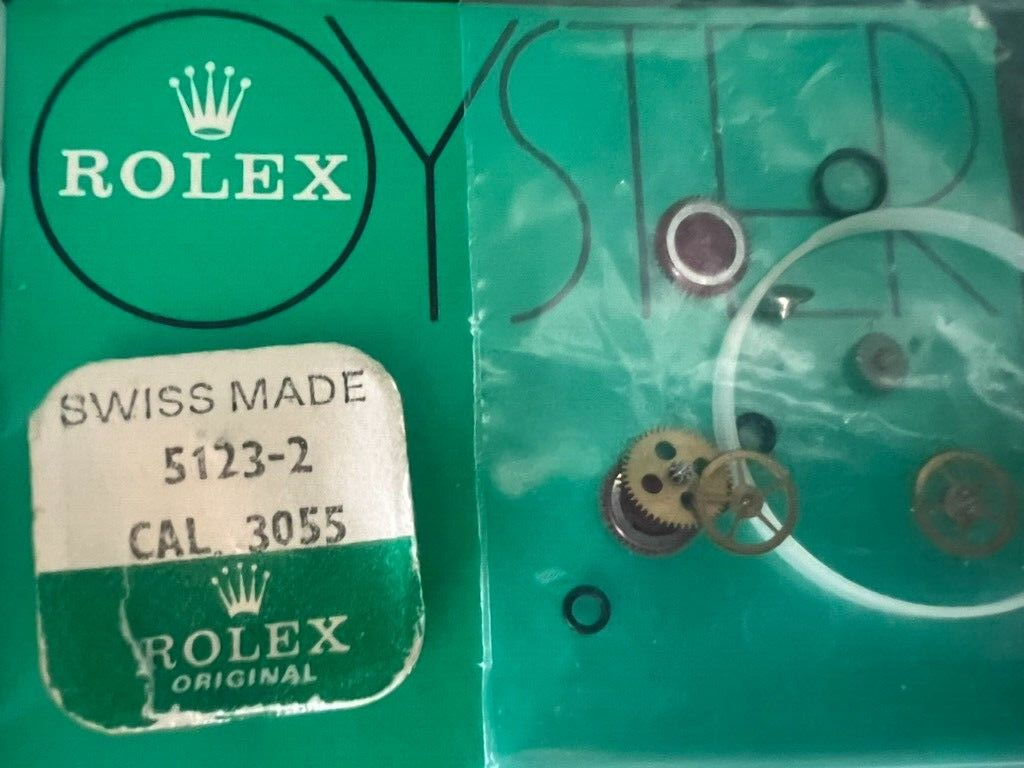 OYSTER
ROLEX
SWISS MADE
5123-2
CAL. 3055
ROLEX
ORIGINAL